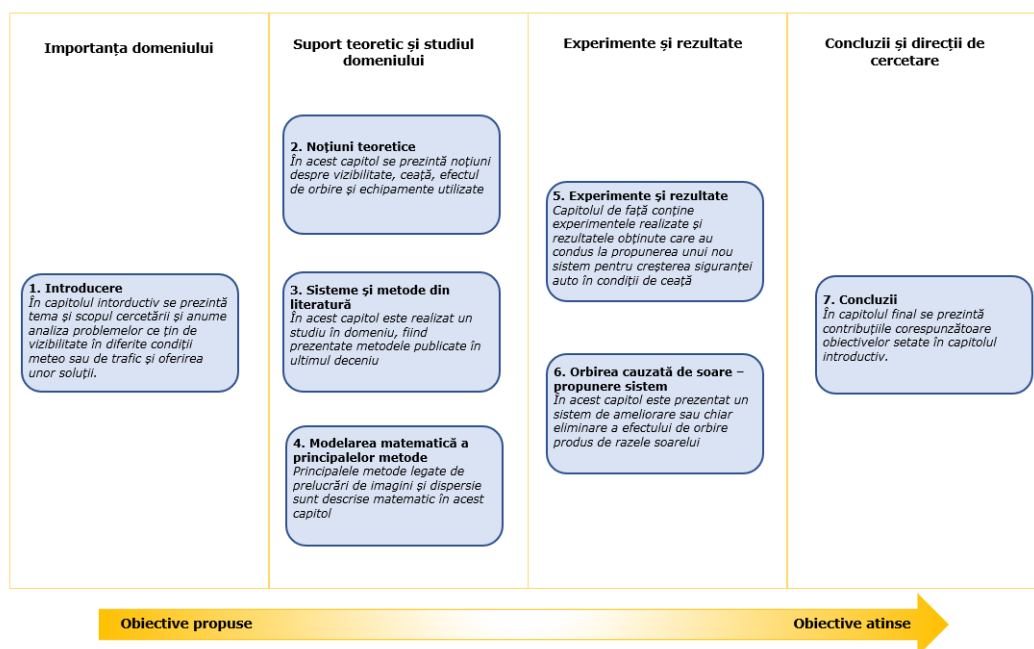 Importanța domeniului
Suport teoretic și studiul
domeniului
Experimente și rezultate
Concluzii și direcții de
cercetare
1. Introducere
În capitolul intorductiv se prezintă
tema și scopul cercetării și anume
analiza problemelor ce țin de
vizibilitate în diferite condiții
meteo sau de trafic și oferirea
unor soluții.
2. Noțiuni teoretice
În acest capitol se prezintă noțiuni
despre vizibilitate, ceață, efectul
de orbire și echipamente utilizate
3. Sisteme și metode din
literatură
În acest capitol este realizat un
studiu în domeniu, fiind
prezentate metodele publicate în
ultimul deceniu
4. Modelarea matematică a
principalelor metode
Principalele metode legate de
prelucrări de imagini și dispersie
sunt descrise matematic în acest
capitol
5. Experimente și rezultate
Capitolul de față conține
experimentele realizate și
rezultatele obținute care au
condus la propunerea unui nou
sistem pentru creșterea siguranței
auto în condiții de ceață
6. Orbirea cauzată de soare –
propunere sistem
În acest capitol este prezentat un
sistem de ameliorare sau chiar
eliminare a efectului de orbire
produs de razele soarelui
7. Concluzii
În capitolul final se prezintă
contribuțiile corespunzătoare
obiectivelor setate în capitolul
introductiv.
Obiective propuse
Obiective atinse